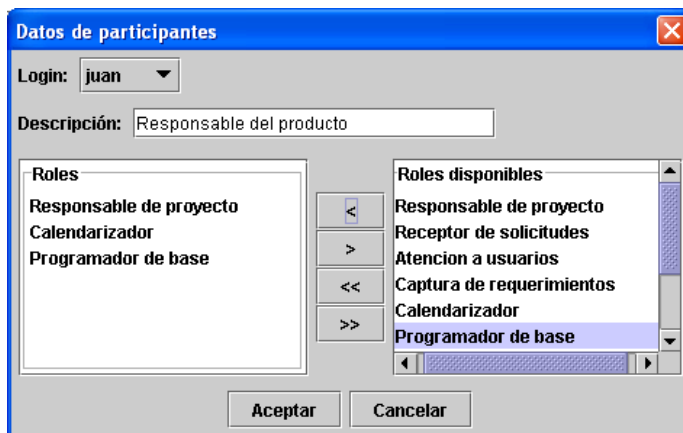 Datos de participantes
Login: juan
Descripción: Responsable del producto
Roles
Responsable de proyecto
Calendarizador
Programador de base
<
>
<<
>>
Roles disponibles
Responsable de proyecto
Receptor de solicitudes
Atencion a usuarios
Captura de requerimientos
Calendarizador
Programador de base
Aceptar Cancelar